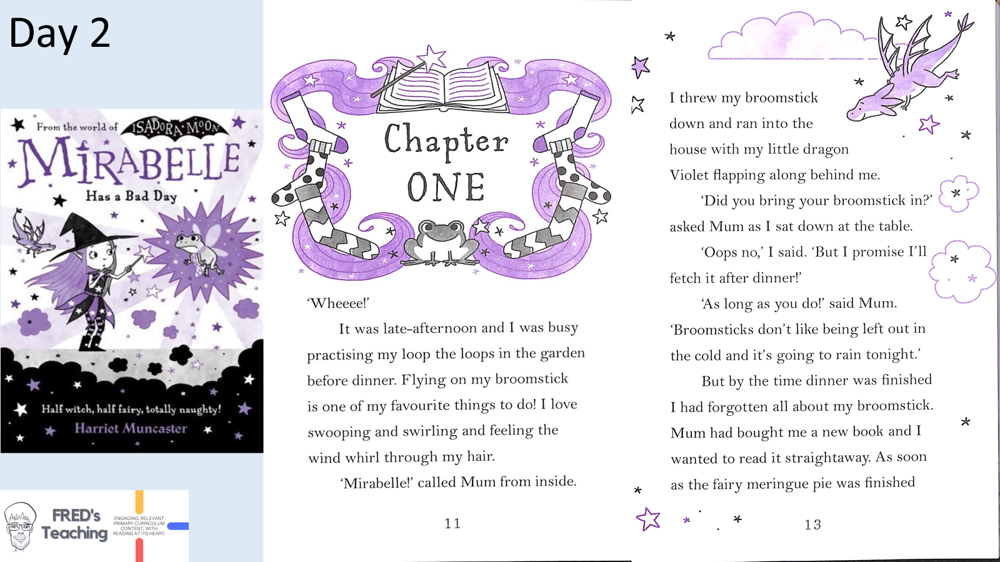 Day 2
From the world of ISADORA MOON
MIRABELLE
Has a Bad Day
Half witch, half fairy, totally naughty!
Harriet Muncaster
FRED's
Teaching
ENGAGING, RELEVANT
PRIMARY CURRICULUM
CONTENT, WITH
READING AT ITS HEART.
Chapter
ONE
‘Wheeee!’
It was late-afternoon and I was busy
practising my loop the loops in the garden
before dinner. Flying on my broomstick
is one of my favourite things to do! I love
swooping and swirling and feeling the
wind whirl through my hair.
‘Mirabelle!’ called Mum from inside.
11
I threw my broomstick
down and ran into the
house with my little dragon
Violet flapping along behind me.
‘Did you bring your broomstick in?’
asked Mum as I sat down at the table.
‘Oops no,’ I said. ‘But I promise I’ll
fetch it after dinner!’
‘As long as you do!’ said Mum.
‘Broomsticks don’t like being left out in
the cold and it’s going to rain tonight.’
But by the time dinner was finished
I had forgotten all about my broomstick.
Mum had bought me a new book and I
wanted to read it straightaway. As soon
as the fairy meringue pie was finished
13